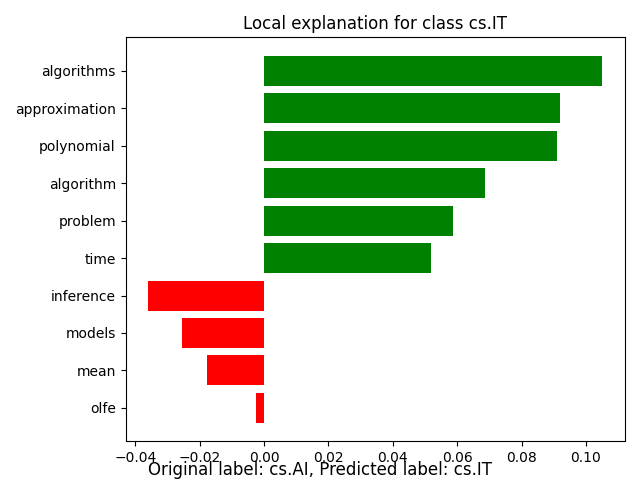 Local explanation for class cs.IT
algorithms
approximation
polynomial
algorithm
problem
time
inference
models
mean
olfe
−0.04 −0.02 0.00 0.02 0.04 0.06 0.08 0.10
Original label: cs.AI, Predicted label: cs.IT